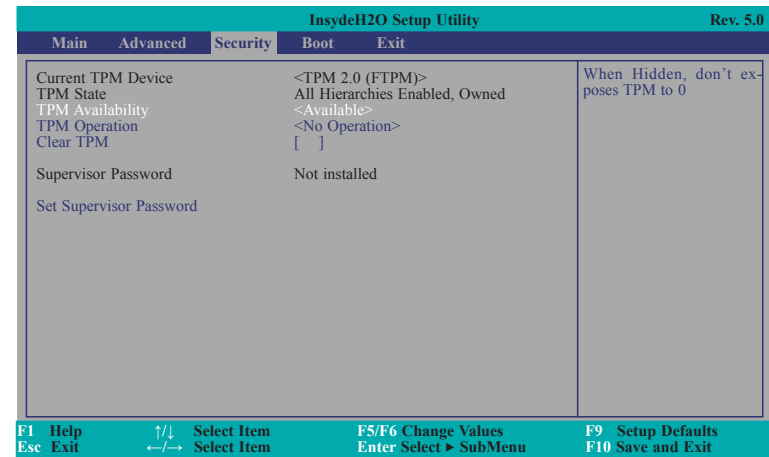 InsydeH2O Setup Utility Rev. 5.0
Main Advanced Security Boot Exit
Current TPM Device <TPM 2.0 (FTPM)>
TPM State All Hierarchies Enabled, Owned
TPM Availability <Available>
TPM Operation <No Operation>
Clear TPM [ ]
Supervisor Password Not installed
Set Supervisor Password
When Hidden, don't ex-
poses TPM to 0
F1 Help ↑/↓ Select Item F5/F6 Change Values F9 Setup Defaults
Esc Exit ←/→ Select Item Enter Select ► SubMenu F10 Save and Exit